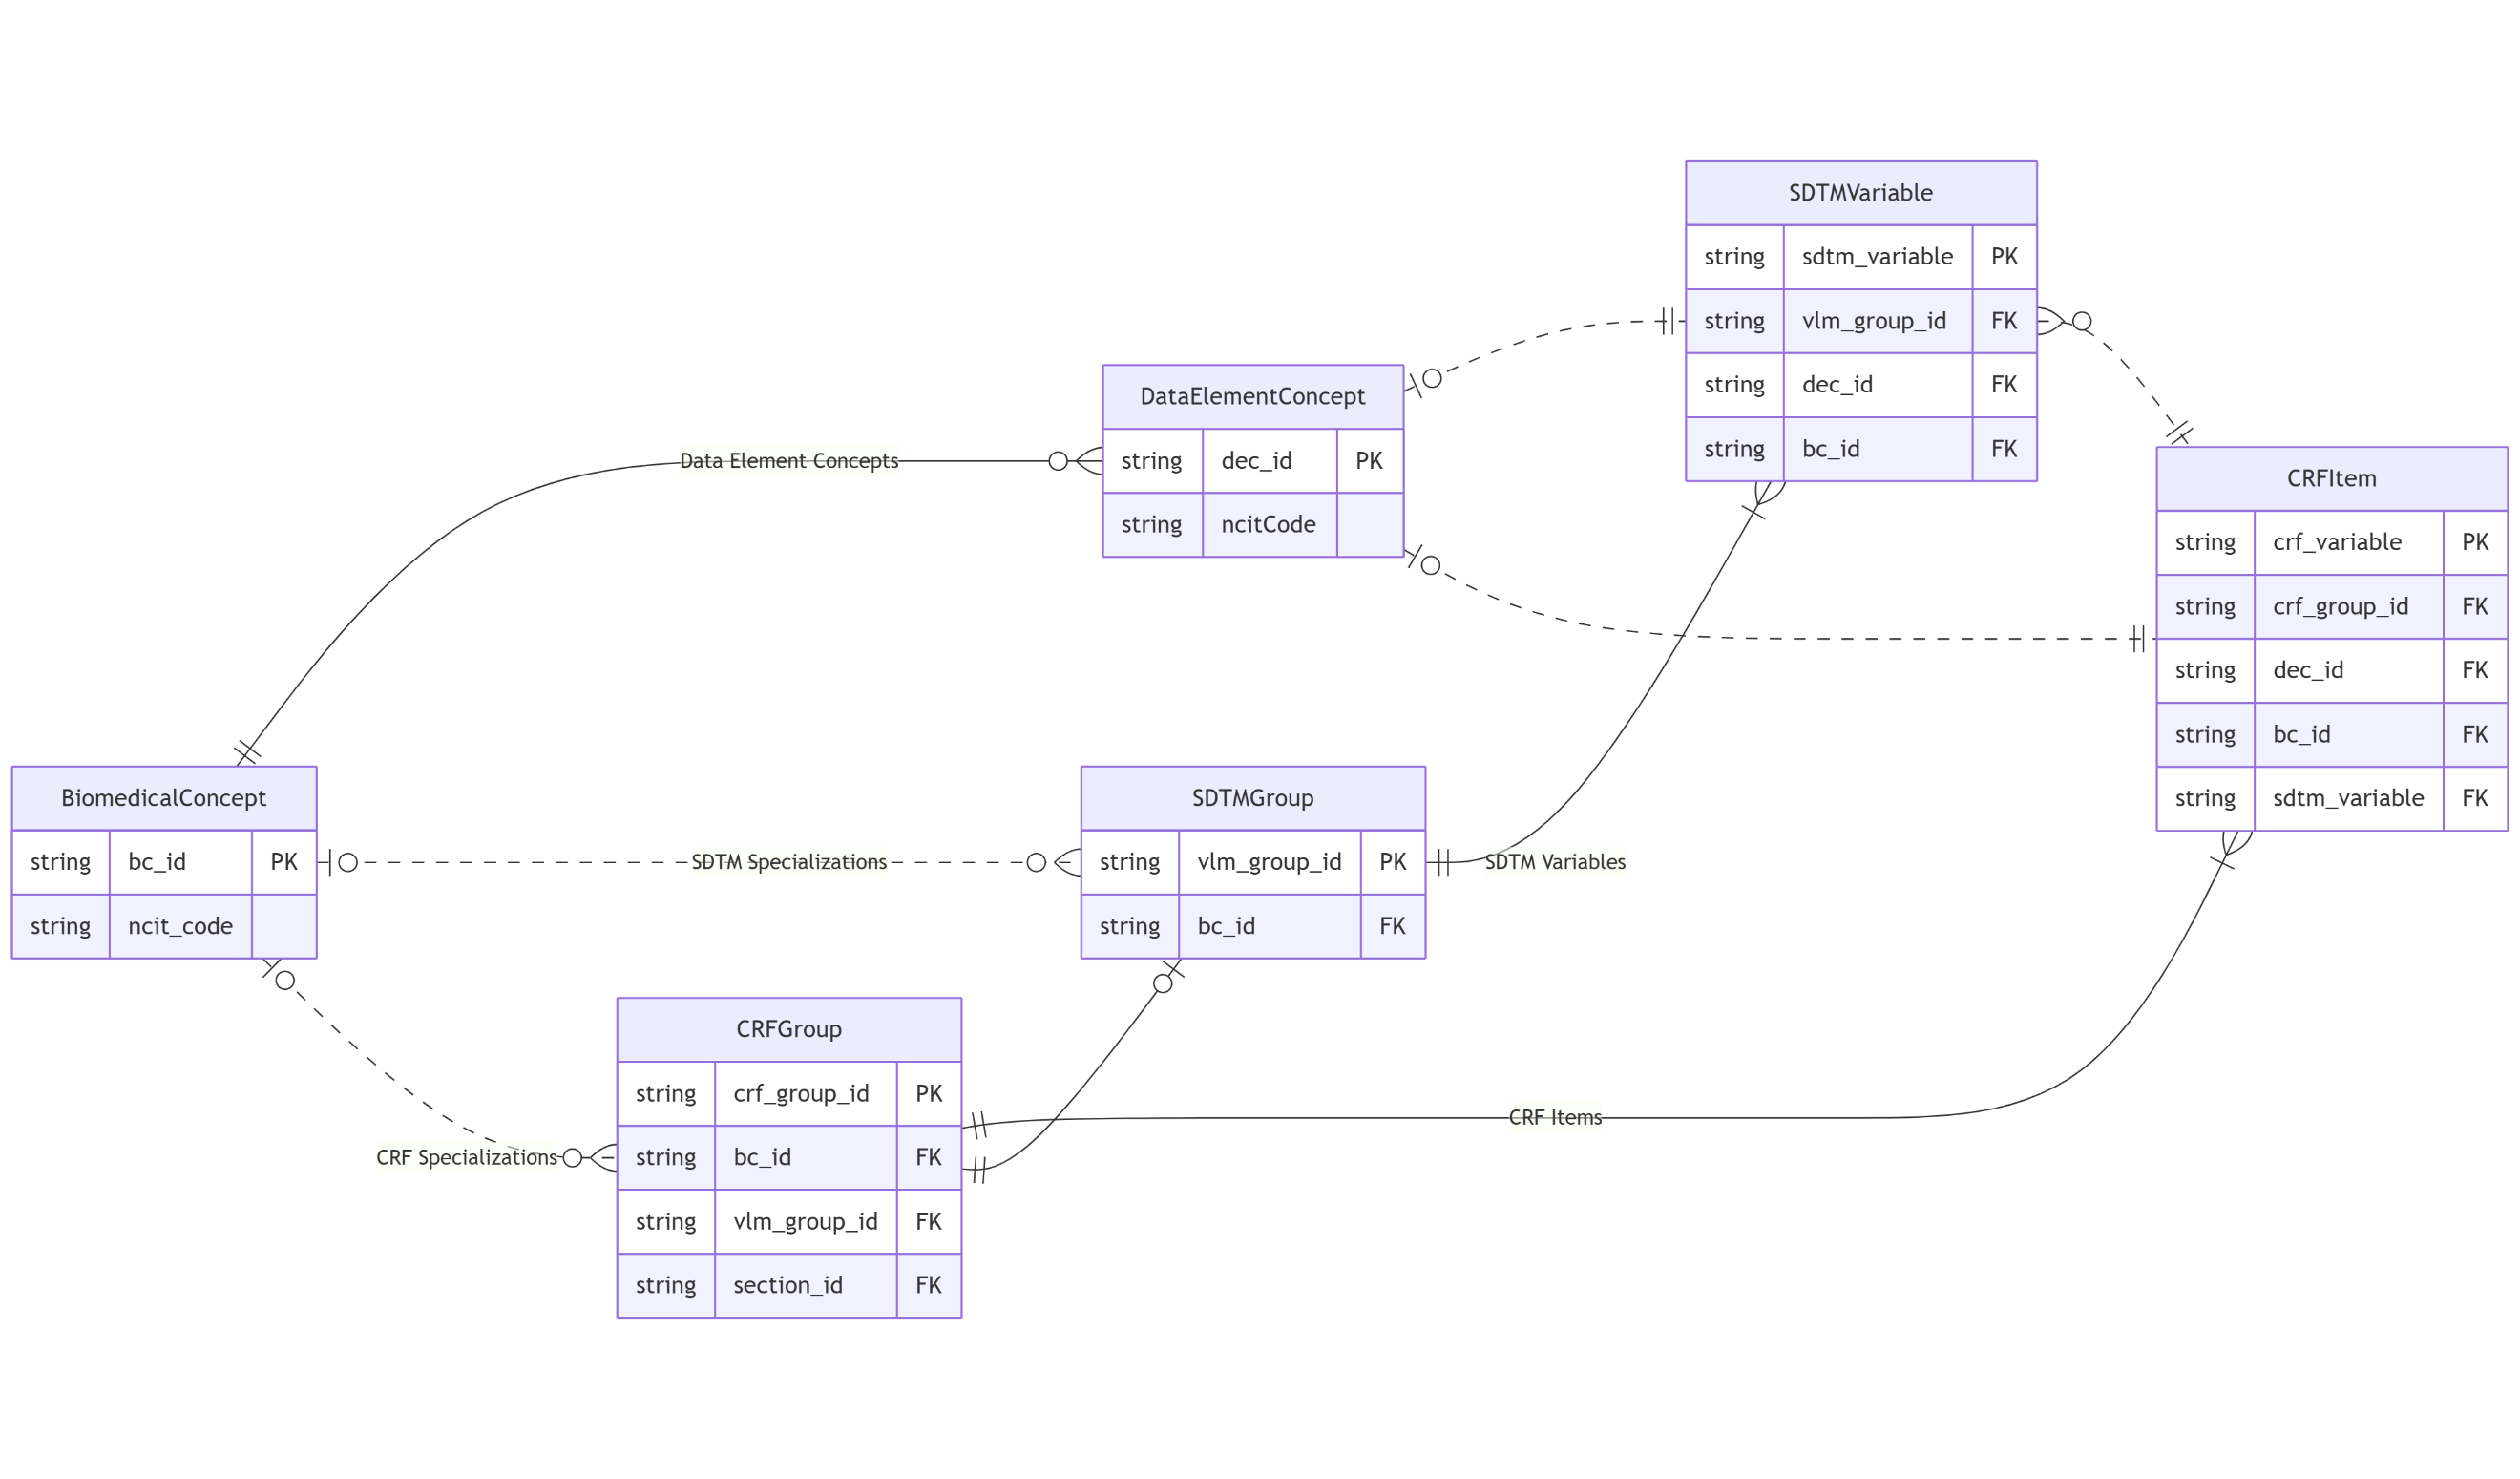 SDTMVariable
string sdtm_variable PK
string vlm_group_id FK
string dec_id FK
string bc_id FK
DataElementConcept
string dec_id PK
string ncitCode
Data Element Concepts
CRFItem
string crf_variable PK
string crf_group_id FK
string dec_id FK
string bc_id FK
string sdtm_variable FK
BiomedicalConcept
string bc_id PK
string ncit_code
SDTM Specializations
SDTMGroup
string vlm_group_id PK
string bc_id FK
SDTM Variables
CRF Specializations
CRFGroup
string crf_group_id PK
string bc_id FK
string vlm_group_id FK
string section_id FK
CRF Items